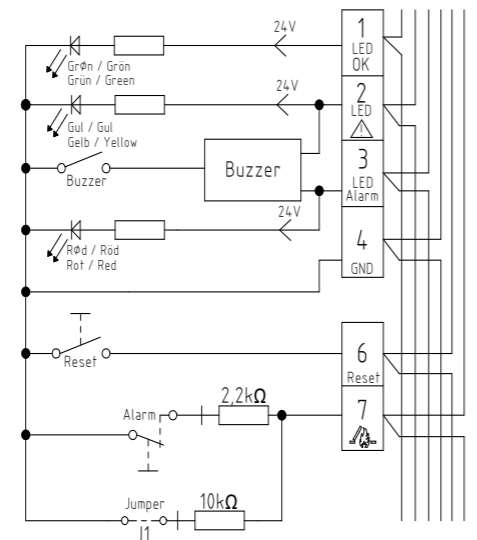 24V
1
LED
OK
GrØn / Grön
Grün / Green
24V
2
LED
Gul / Gul
Gelb / Yellow
Buzzer
Buzzer
3
LED
Alarm
24V
RØd / Röd
Rot / Red
4
GND
Reset
6
Reset
2,2kΩ
Alarm
7
Jumper
10kΩ
J1